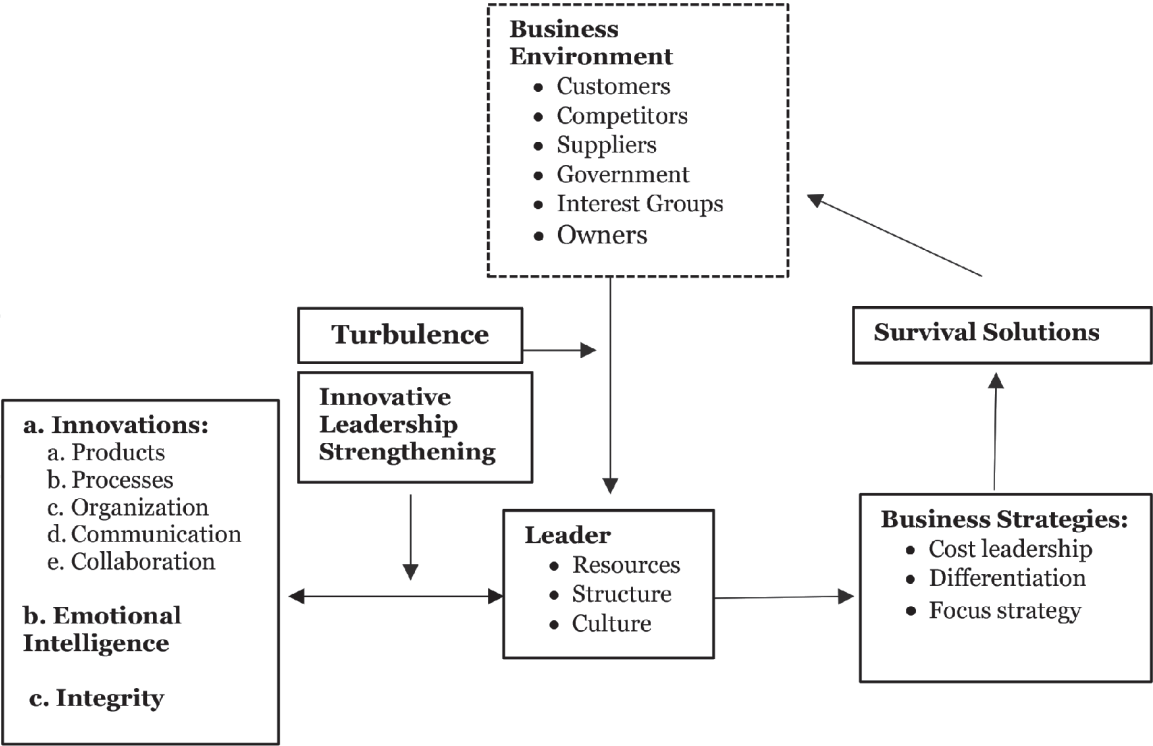 Business
Environment
• Customers
• Competitors
• Suppliers
• Government
• Interest Groups
• Owners
Turbulence
Survival Solutions
Innovative
Leadership
Strengthening
a. Innovations:
a. Products
b. Processes
c. Organization
d. Communication
e. Collaboration
b. Emotional
Intelligence
c. Integrity
Leader
• Resources
• Structure
• Culture
Business Strategies:
• Cost leadership
• Differentiation
• Focus strategy